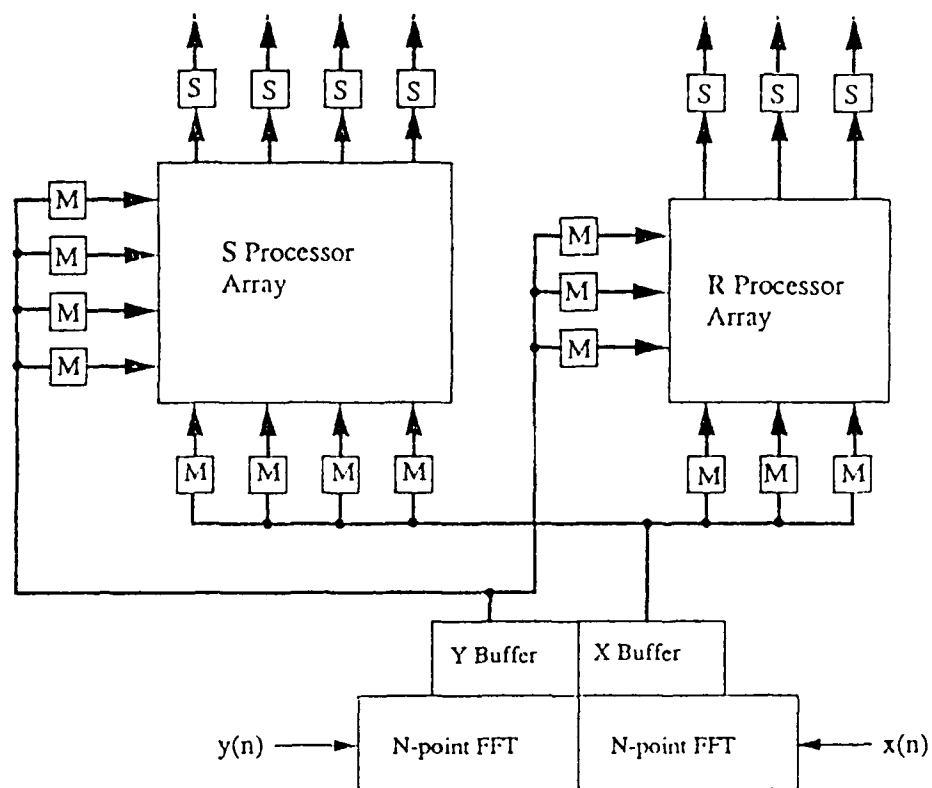 S S S S
S S S
M
M
M
M
S Processor
Array
M
M
M
R Processor
Array
M M M M
M M M
Y Buffer
X Buffer
y(n)
N-point FFT
N-point FFT
x(n)